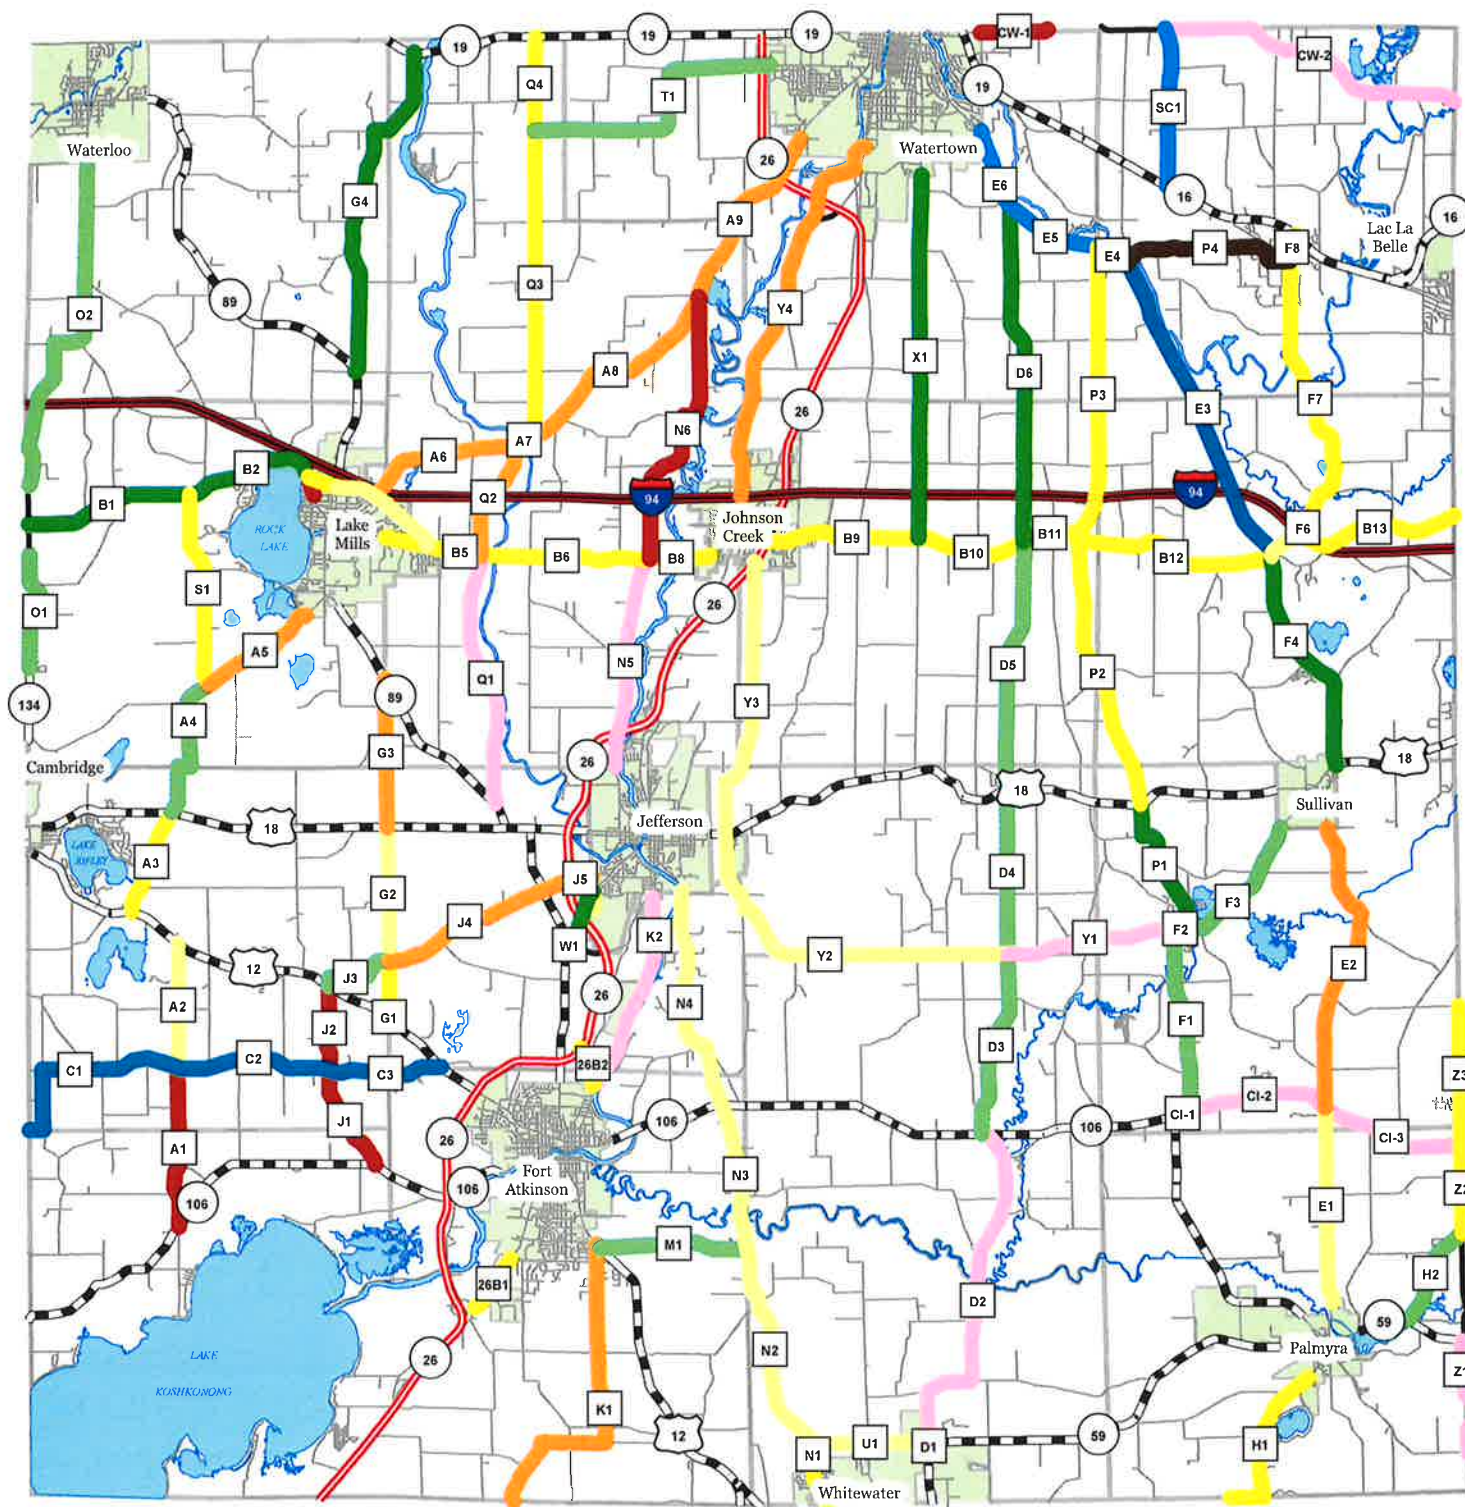 19
19
19
CW-1
CW-2
Q4
T1
SC1
19
Waterloo
Watertown
26
G4
E6
16
A9
E5
Lac La
Belle
16
E4
P4
F8
89
Q3
O2
Y4
X1
A8
D6
P3
E3
F7
26
N6
A7
A6
B2
B1
Q2
94
94
ROCK
LAKE
Lake
Mills
Johnson
Creek
F6
B13
B5
B6
B8
B9
B10
B11
B12
S1
O1
26
A5
N5
D5
F4
Q1
P2
134
89
Y3
A4
G3
26
Cambridge
18
18
Sullivan
18
Jefferson
LAKE
RIPLEY
A3
J5
D4
P1
G2
F3
J4
K2
F2
W1
Y1
Y2
12
J3
E2
26
A2
N4
G1
J2
F1
D3
C1
C2
C3
26B2
Z3
CI-2
CI-1
J1
106
106
CI-3
26
A1
Fort
Atkinson
N3
106
106
E1
Z2
M1
26B1
H2
D2
59
LAKE
KOSHKONONG
26
N2
Palmyra
Z1
K1
12
59
N1
U1
D1
H1
Whitewater